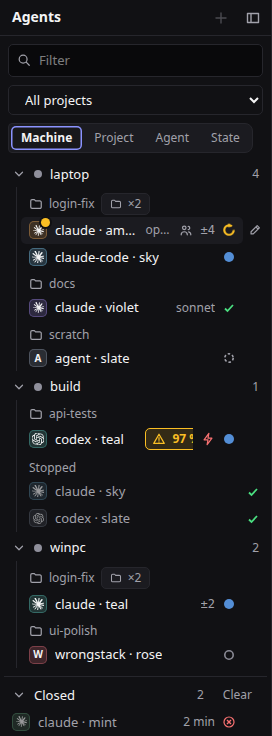 Agents
Filter
All projects
Machine Project Agent State
laptop 4
login-fix ×2
claude · am... op... ±4
claude-code · sky
docs
claude · violet sonnet
scratch
A agent · slate
build 1
api-tests
codex · teal 97 %
Stopped
claude · sky
codex · slate
winpc 2
login-fix ×2
claude · teal ±2
ui-polish
W wrongstack · rose
Closed 2 Clear
claude · mint 2 min